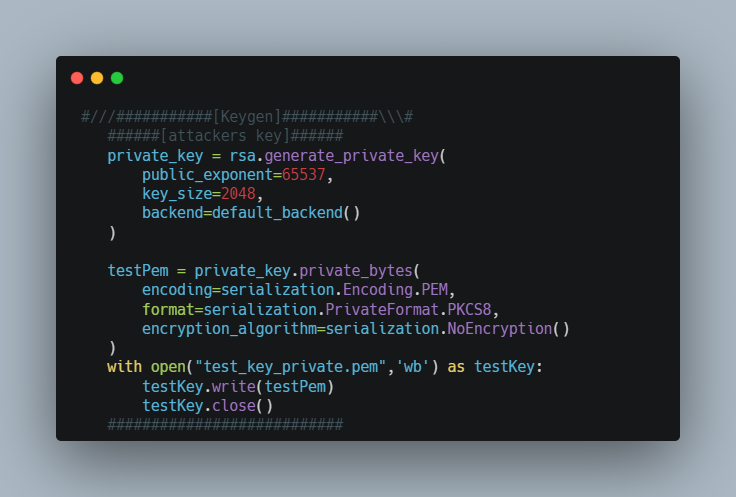 #///###########[Keygen]###########\\\#
######[attackers key]######
private_key = rsa.generate_private_key(
public_exponent=65537,
key_size=2048,
backend=default_backend()
)
testPem = private_key.private_bytes(
encoding=serialization.Encoding.PEM,
format=serialization.PrivateFormat.PKCS8,
encryption_algorithm=serialization.NoEncryption()
)
with open("test_key_private.pem",'wb') as testKey:
testKey.write(testPem)
testKey.close()
###########################